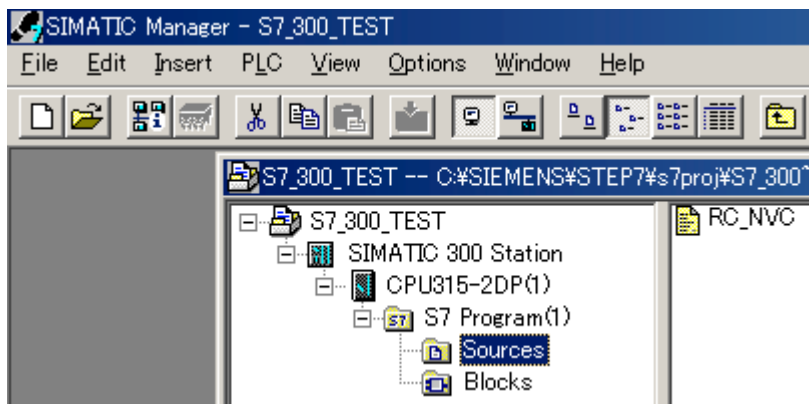 SIMATIC Manager - S7_300_TEST
File Edit Insert PLC View Options Window Help
S7_300_TEST -- C:¥SIEMENS¥STEP7¥s7proj¥S7_300~
S7_300_TEST
SIMATIC 300 Station
CPU315-2DP(1)
S7 Program(1)
Sources
Blocks
RC_NVC